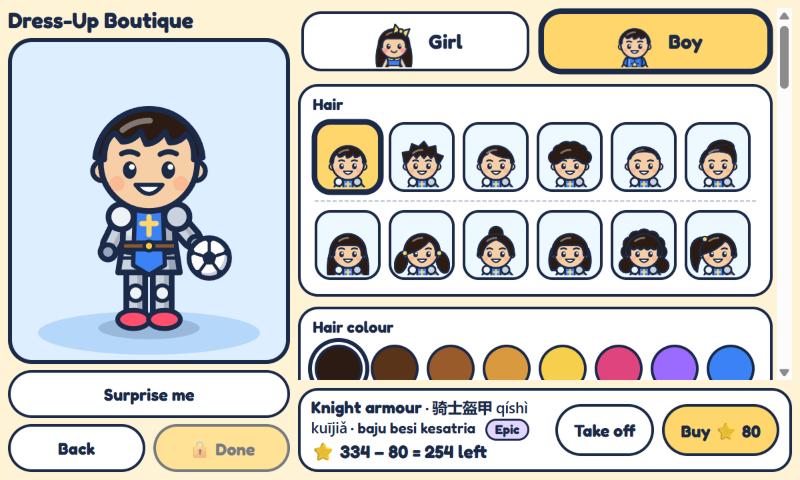 Dress-Up Boutique
Girl
Boy
Hair
Hair colour
Surprise me
Back
Done
Knight armour · 骑士盔甲 qíshì
kuījiǎ · baju besi kesatria Epic
334 – 80 = 254 left
Take off
Buy 80